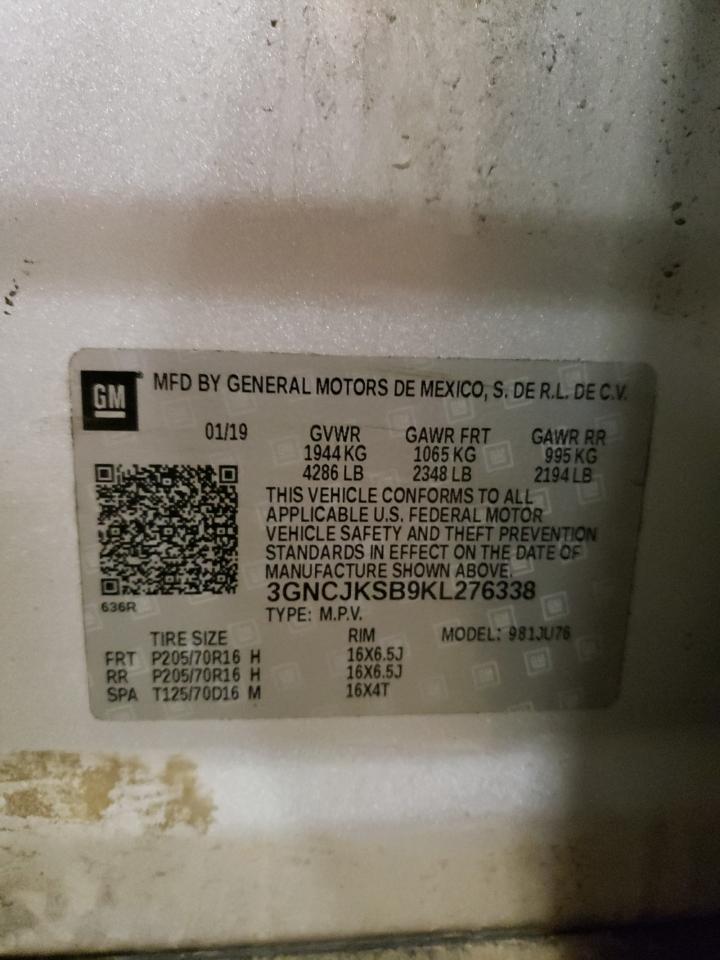 GM
MFD BY GENERAL MOTORS DE MEXICO, S. DE R.L. DE C.V.
01/19 GVWR GAWR FRT GAWR RR
1944 KG 1065 KG 995 KG
4286 LB 2348 LB 2194 LB
THIS VEHICLE CONFORMS TO ALL
APPLICABLE U.S. FEDERAL MOTOR
VEHICLE SAFETY AND THEFT PREVENTION
STANDARDS IN EFFECT ON THE DATE OF
MANUFACTURE SHOWN ABOVE.
3GNCJKSB9KL276338
636R
TYPE: M.P.V.
TIRE SIZE RIM MODEL: 981JU76
FRT P205/70R16 H 16X6.5J
RR P205/70R16 H 16X6.5J
SPA T125/70D16 M 16X4T